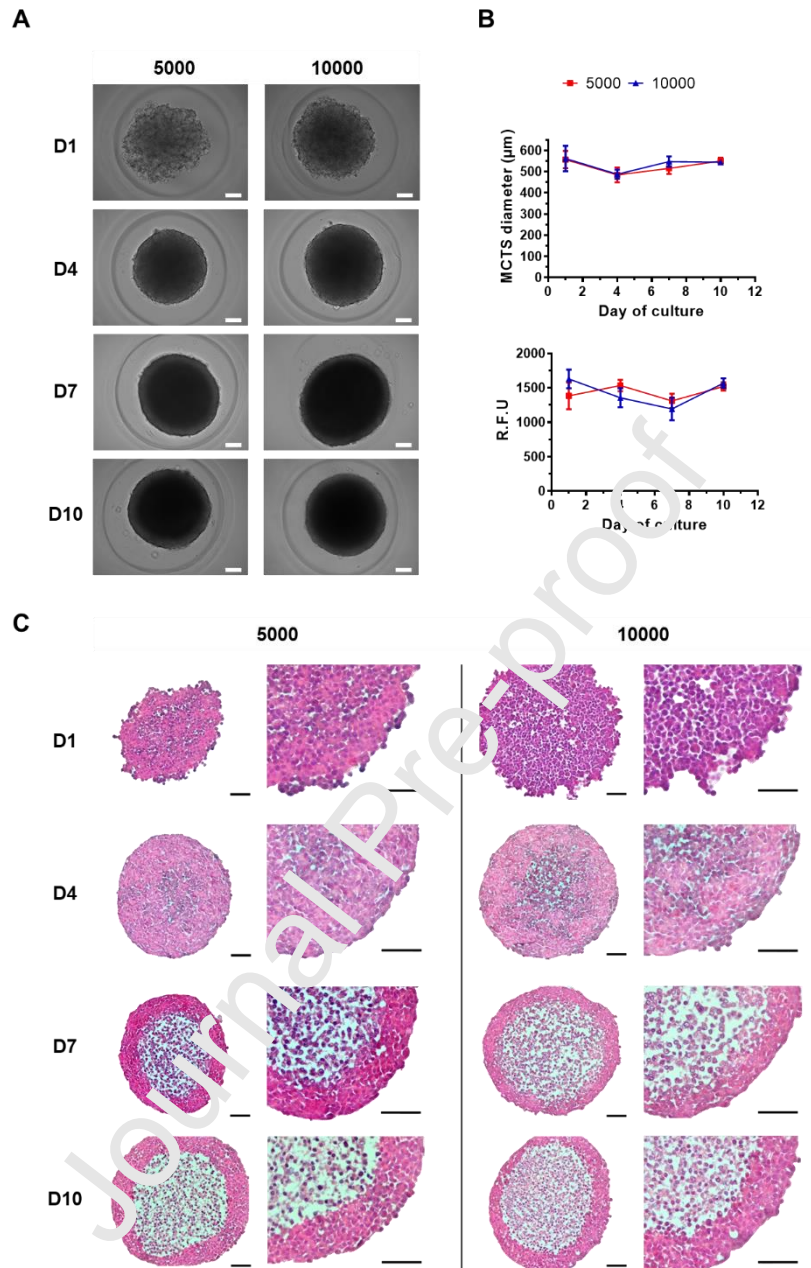 A
5000
10000
D1
D4
D7
D10
B
5000
10000
MCTS diameter (µm)
600
500
400
300
200
100
0
0 2 4 6 8 10 12
Day of culture
R.F.U
2000
1500
1000
500
0
0 2 4 6 8 10 12
Day of culture
C
5000
10000
D1
D4
D7
D10
Journal Pre-proof